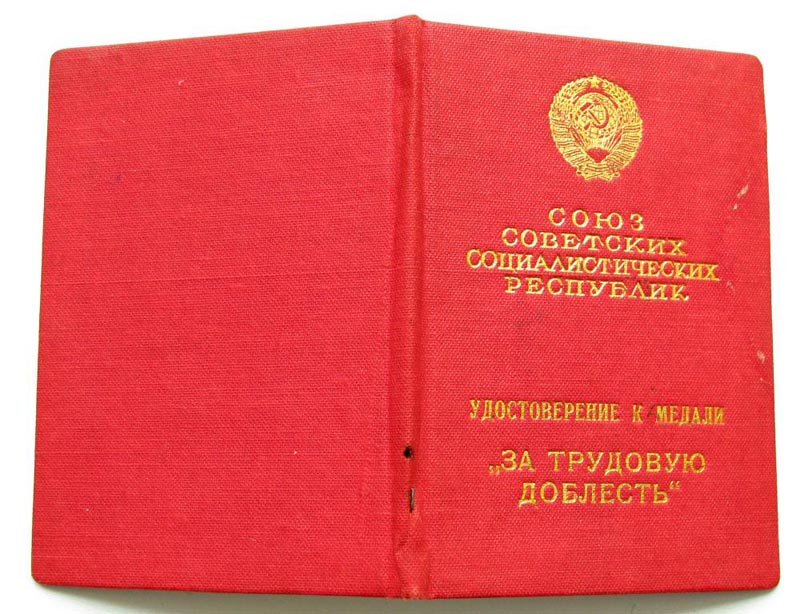 СОЮЗ
СОВЕТСКИХ
СОЦИАЛИСТИЧЕСКИХ
РЕСПУБЛИК
УДОСТОВЕРЕНИЕ К МЕДАЛИ
„ЗА ТРУДОВУЮ
ДОБЛЕСТЬ“